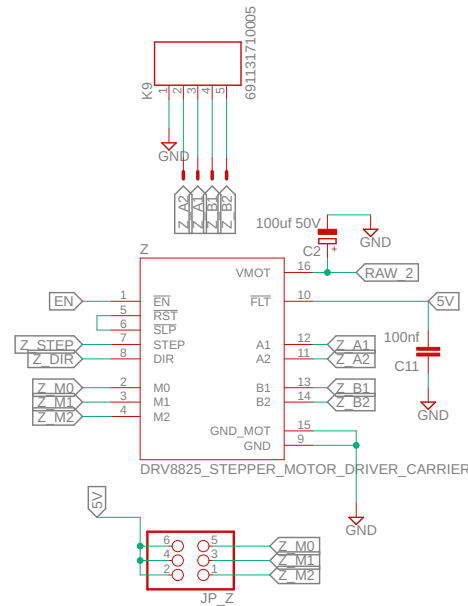 K9
691131710005
1
2
3
4
5
GND
Z_A2
Z_A1
Z_B1
Z_B2
100uf 50V
C2
+
GND
Z
VMOT 16 RAW_2
EN 1 EN FLT 10 5V
5 RST
6 SLP
Z_STEP 7 STEP A1 12 Z_A1
Z_DIR 8 DIR A2 11 Z_A2
100nf
C11
GND
Z_M0 2 M0 B1 13 Z_B1
Z_M1 3 M1 B2 14 Z_B2
Z_M2 4 M2
GND_MOT 15
GND 9
DRV8825_STEPPER_MOTOR_DRIVER_CARRIER
GND
5V
6 5 Z_M0
4 3 Z_M1
2 1 Z_M2
JP_Z